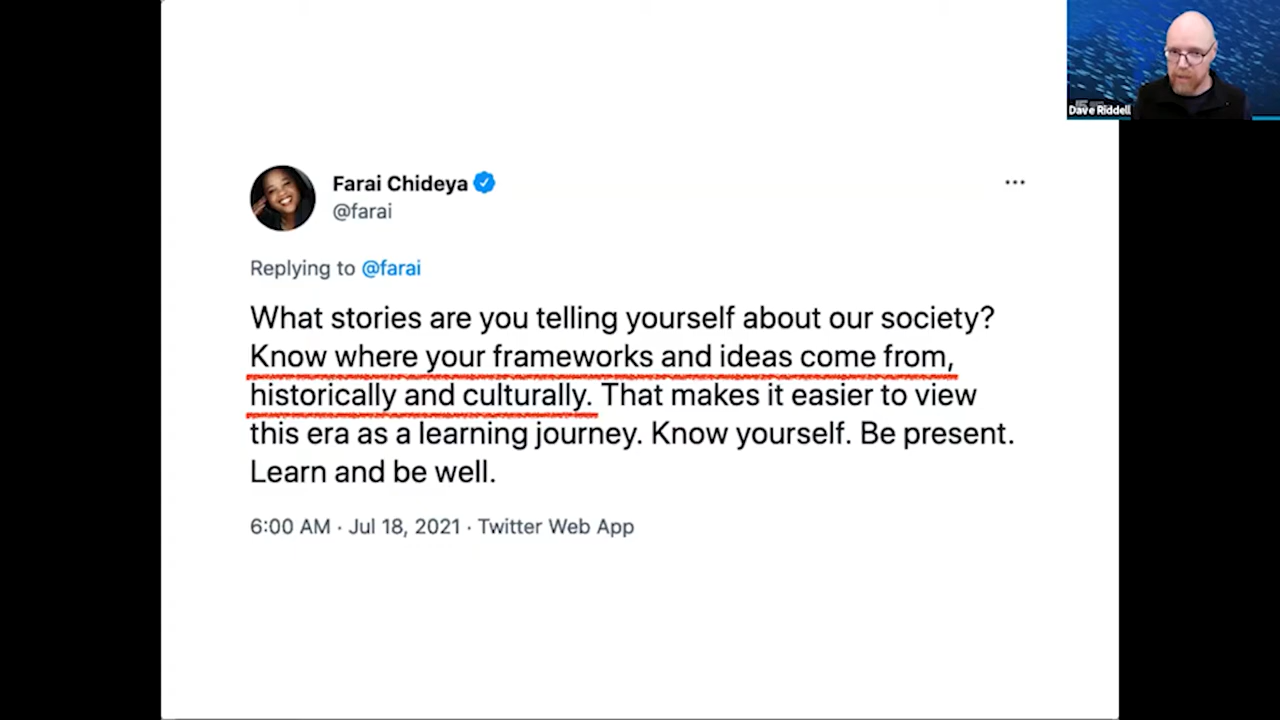 Farai Chideya
@farai
Replying to @farai
What stories are you telling yourself about our society?
Know where your frameworks and ideas come from,
historically and culturally. That makes it easier to view
this era as a learning journey. Know yourself. Be present.
Learn and be well.
6:00 AM · Jul 18, 2021 · Twitter Web App
Dave Riddell